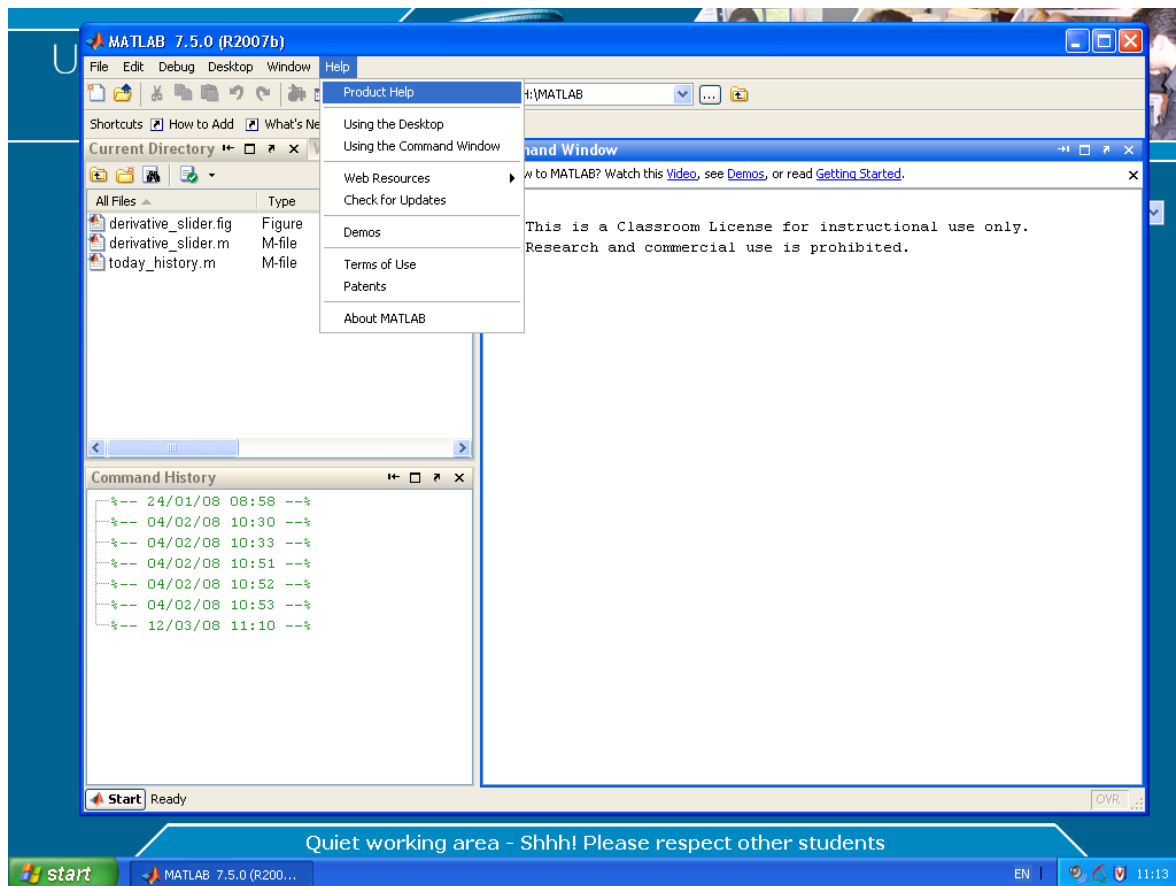 U
MATLAB 7.5.0 (R2007b)
File Edit Debug Desktop Window Help
H:\MATLAB
Shortcuts How to Add What's Ne
Product Help
Using the Desktop
Using the Command Window
Web Resources
Check for Updates
Demos
Terms of Use
Patents
About MATLAB
Current Directory
All Files Type
derivative_slider.fig Figure
derivative_slider.m M-file
today_history.m M-file
mand Window
w to MATLAB? Watch this Video, see Demos, or read Getting Started.
This is a Classroom License for instructional use only.
Research and commercial use is prohibited.
Command History
%-- 24/01/08 08:58 --%
%-- 04/02/08 10:30 --%
%-- 04/02/08 10:33 --%
%-- 04/02/08 10:51 --%
%-- 04/02/08 10:52 --%
%-- 04/02/08 10:53 --%
%-- 12/03/08 11:10 --%
Start Ready
OVR
Quiet working area - Shhh! Please respect other students
start MATLAB 7.5.0 (R200... EN 11:13